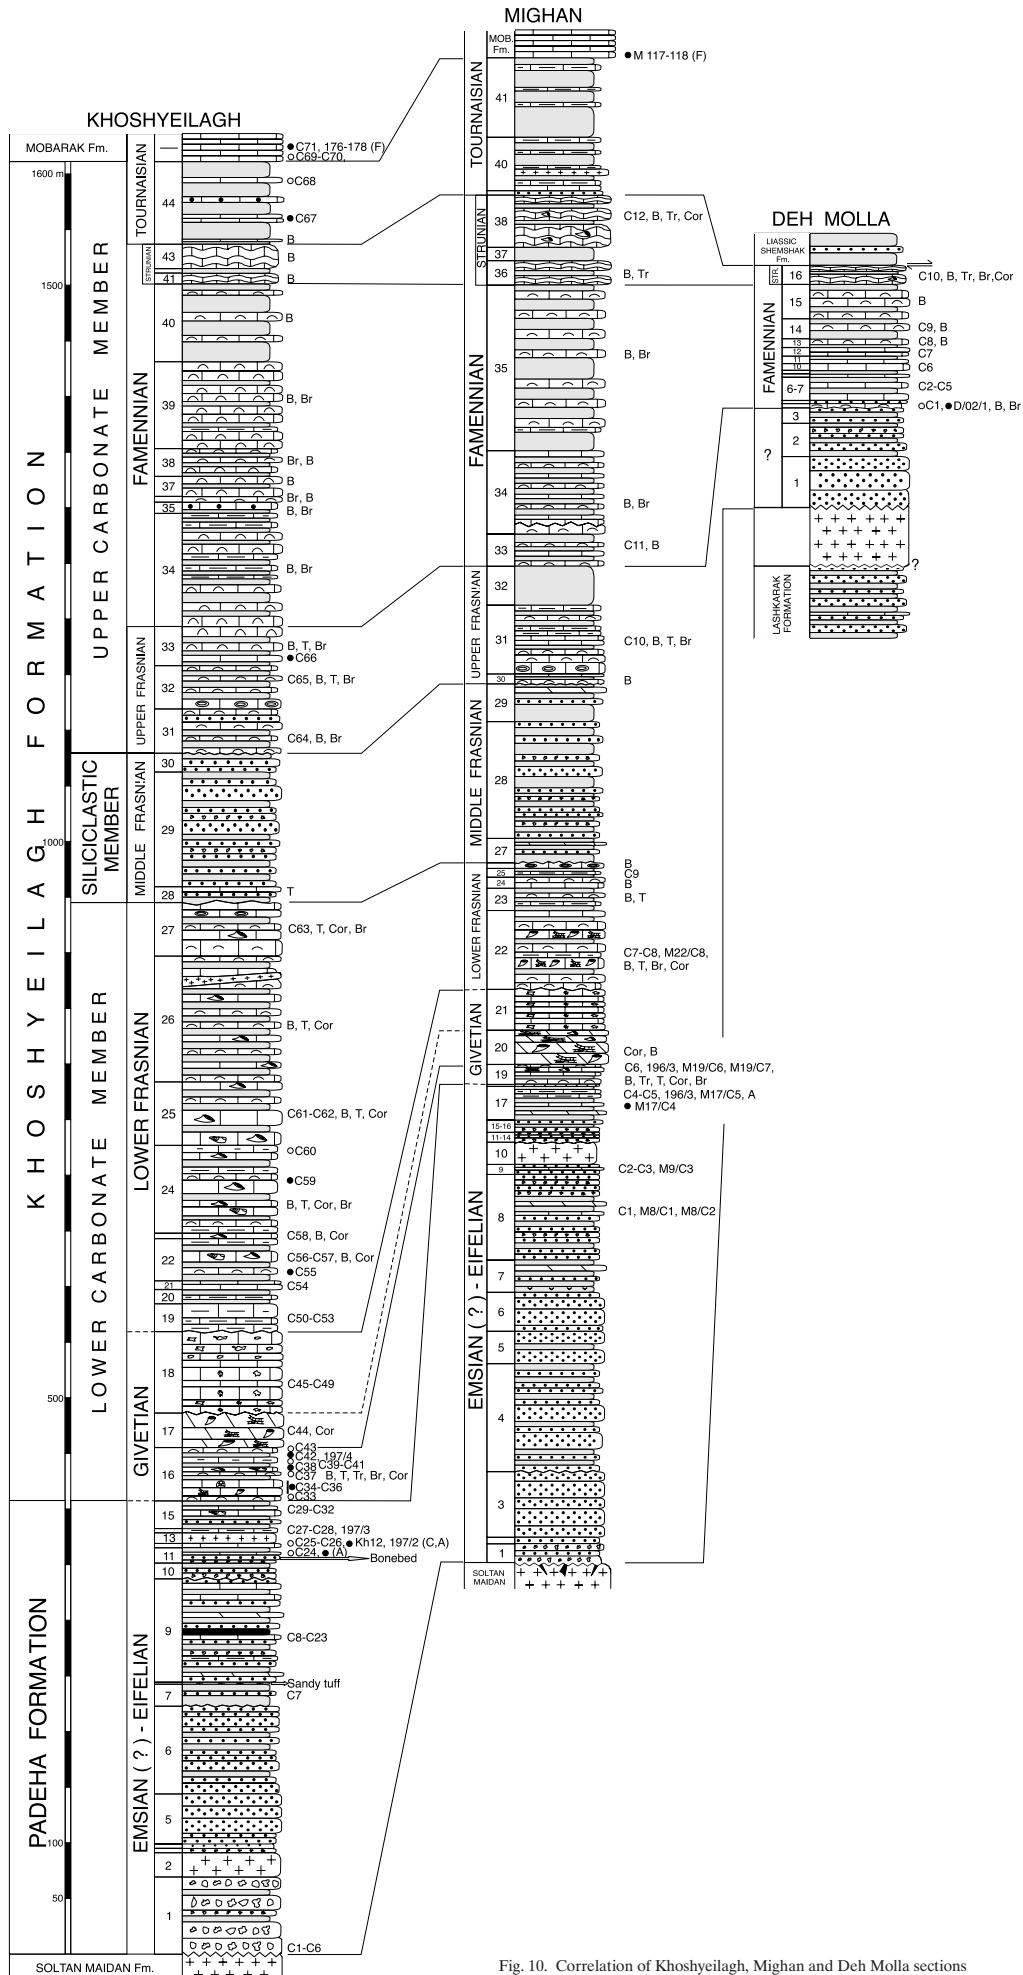 MIGHAN
MOB. Fm.
M 117-118 (F)
TOURNAISIAN
41
40
STRUNIAN
38
37
36
C12, B, Tr, Cor
B, Tr
FAMENNIAN
35
B, Br
34
B, Br
33
C11, B
UPPER FRASNIAN
32
31
C10, B, T, Br
30
B
MIDDLE FRASNIAN
29
28
27
LOWER FRASNIAN
B
25
C9
24
B
23
B, T
22
C7-C8, M22/C8,
B, T, Br, Cor
GIVETIAN
21
20
Cor, B
19
C6, 196/3, M19/C6, M19/C7,
B, Tr, T, Cor, Br
EMSIAN (?) - EIFELIAN
17
C4-C5, 196/3, M17/C5, A
M17/C4
15-16
11-14
10
9
C2-C3, M9/C3
8
C1, M8/C1, M8/C2
7
6
5
4
3
1
SOLTAN MAIDAN
KHOSHYEILAGH
MOBARAK Fm.
KHOSHYEILAGH FORMATION
UPPER CARBONATE MEMBER
SILICICLASTIC MEMBER
LOWER CARBONATE MEMBER
PADEHA FORMATION
1600 m
1500
1000
500
100
50
TOURNAISIAN
C71, 176-178 (F)
C69-C70,
C68
44
C67
B
STRUNIAN
43
B
41
B
FAMENNIAN
40
B
39
B, Br
38
Br, B
37
B
Br, B
35
B, Br
34
B, Br
UPPER FRASNIAN
33
B, T, Br
C66
32
C65, B, T, Br
31
C64, B, Br
MIDDLE FRASNIAN
30
29
28
T
LOWER FRASNIAN
27
C63, T, Cor, Br
26
B, T, Cor
25
C61-C62, B, T, Cor
C60
C59
24
B, T, Cor, Br
C58, B, Cor
22
C56-C57, B, Cor
C55
21
C54
20
19
C50-C53
GIVETIAN
18
C45-C49
17
C44, Cor
C43
C42, 197/4
C38 C39-C41
16
C37 B, T, Tr, Br, Cor
C34-C36
C33
EMSIAN (?) - EIFELIAN
15
C29-C32
C27-C28, 197/3
13
C25-C26, Kh12, 197/2 (C,A)
C24, (A)
11
Bonebed
10
9
C8-C23
Sandy tuff
7
C7
6
5
2
1
C1-C6
SOLTAN MAIDAN Fm.
DEH MOLLA
LIASSIC SHEMSHAK Fm.
STR.
16
C10, B, Tr, Br,Cor
FAMENNIAN
15
B
14
C9, B
13
C8, B
12
C7
11
10
C6
6-7
C2-C5
C1, D/02/1, B, Br
?
3
2
1
?
LASHKARAK FORMATION
Fig. 10. Correlation of Khoshyeilagh, Mighan and Deh Molla sections